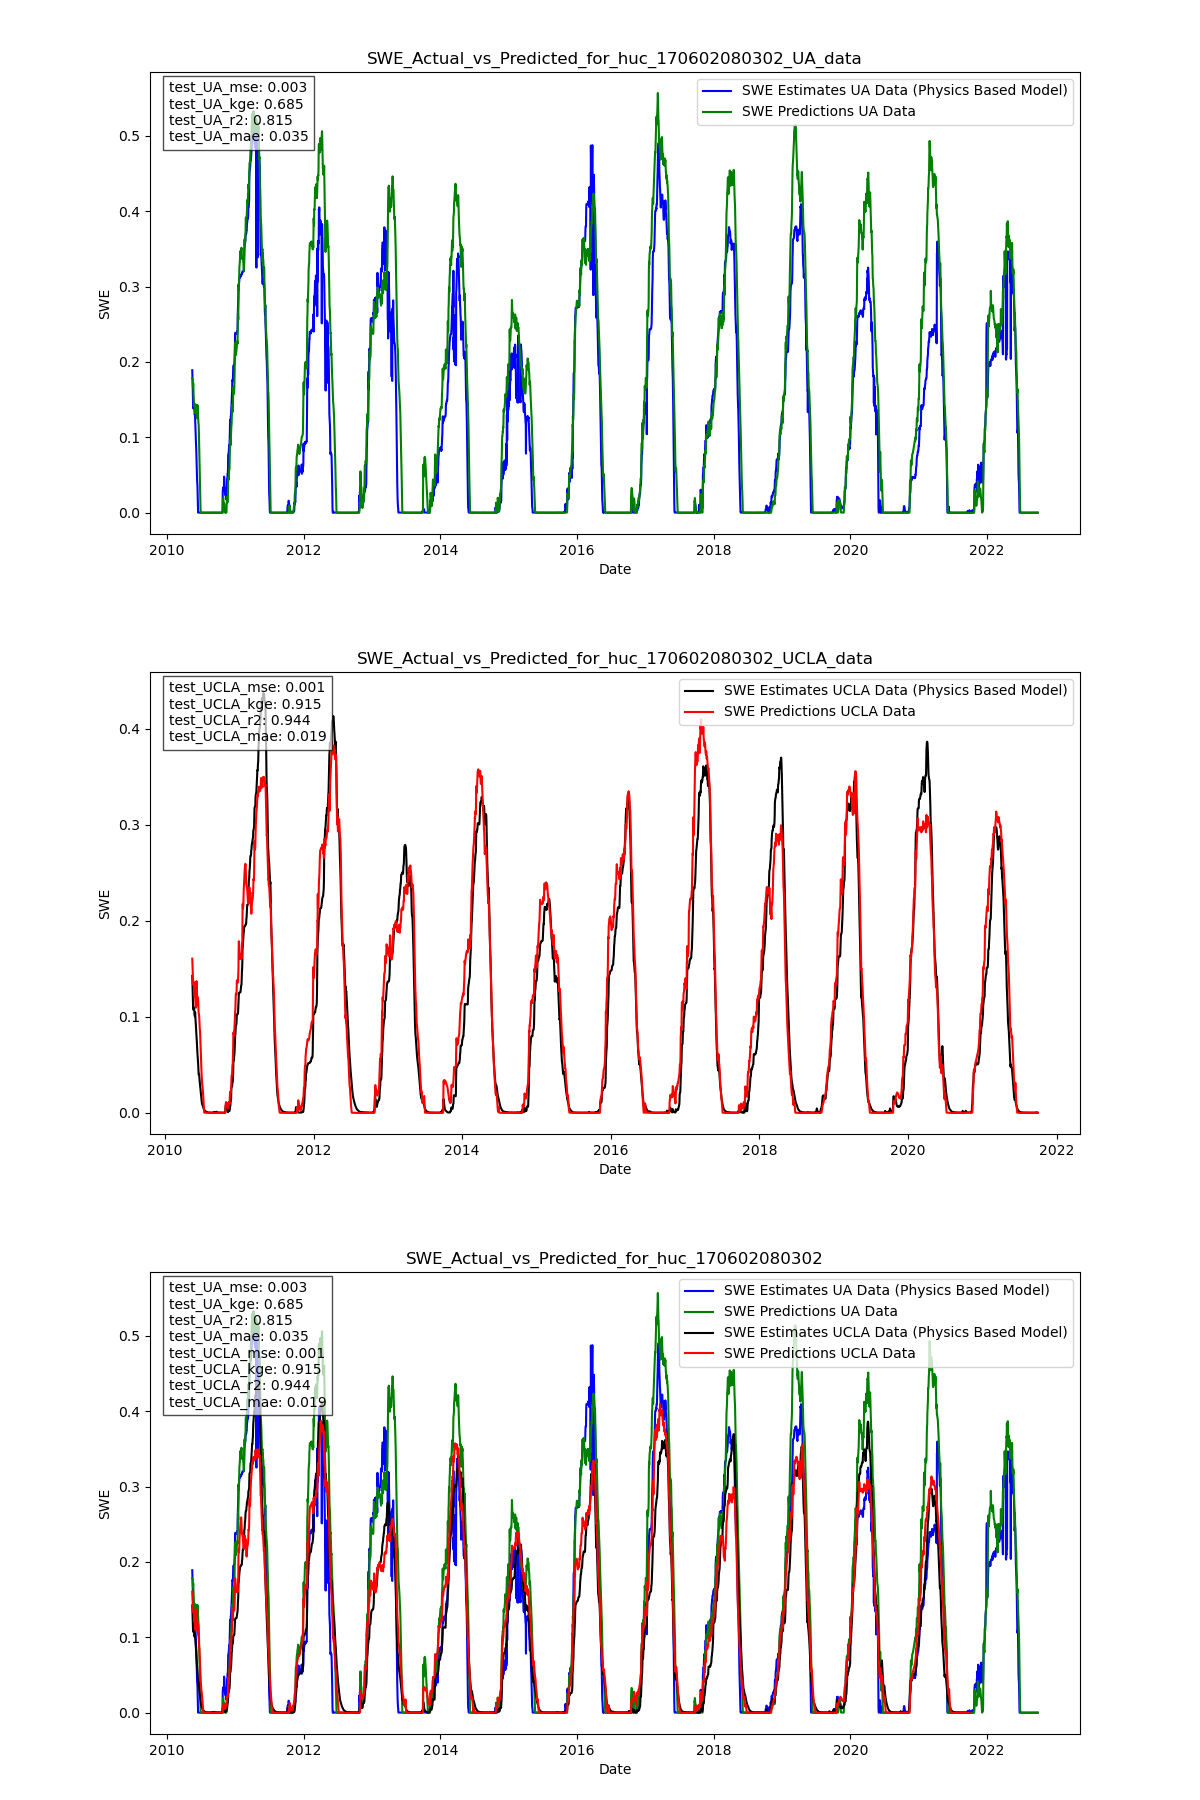 SWE_Actual_vs_Predicted_for_huc_170602080302_UA_data
test_UA_mse: 0.003
test_UA_kge: 0.685
test_UA_r2: 0.815
test_UA_mae: 0.035
SWE Estimates UA Data (Physics Based Model)
SWE Predictions UA Data
0.5
0.4
0.3
0.2
0.1
0.0
SWE
2010 2012 2014 2016 2018 2020 2022
Date
SWE_Actual_vs_Predicted_for_huc_170602080302_UCLA_data
test_UCLA_mse: 0.001
test_UCLA_kge: 0.915
test_UCLA_r2: 0.944
test_UCLA_mae: 0.019
SWE Estimates UCLA Data (Physics Based Model)
SWE Predictions UCLA Data
0.4
0.3
0.2
0.1
0.0
SWE
2010 2012 2014 2016 2018 2020 2022
Date
SWE_Actual_vs_Predicted_for_huc_170602080302
test_UA_mse: 0.003
test_UA_kge: 0.685
test_UA_r2: 0.815
test_UA_mae: 0.035
test_UCLA_mse: 0.001
test_UCLA_kge: 0.915
test_UCLA_r2: 0.944
test_UCLA_mae: 0.019
SWE Estimates UA Data (Physics Based Model)
SWE Predictions UA Data
SWE Estimates UCLA Data (Physics Based Model)
SWE Predictions UCLA Data
0.5
0.4
0.3
0.2
0.1
0.0
SWE
2010 2012 2014 2016 2018 2020 2022
Date